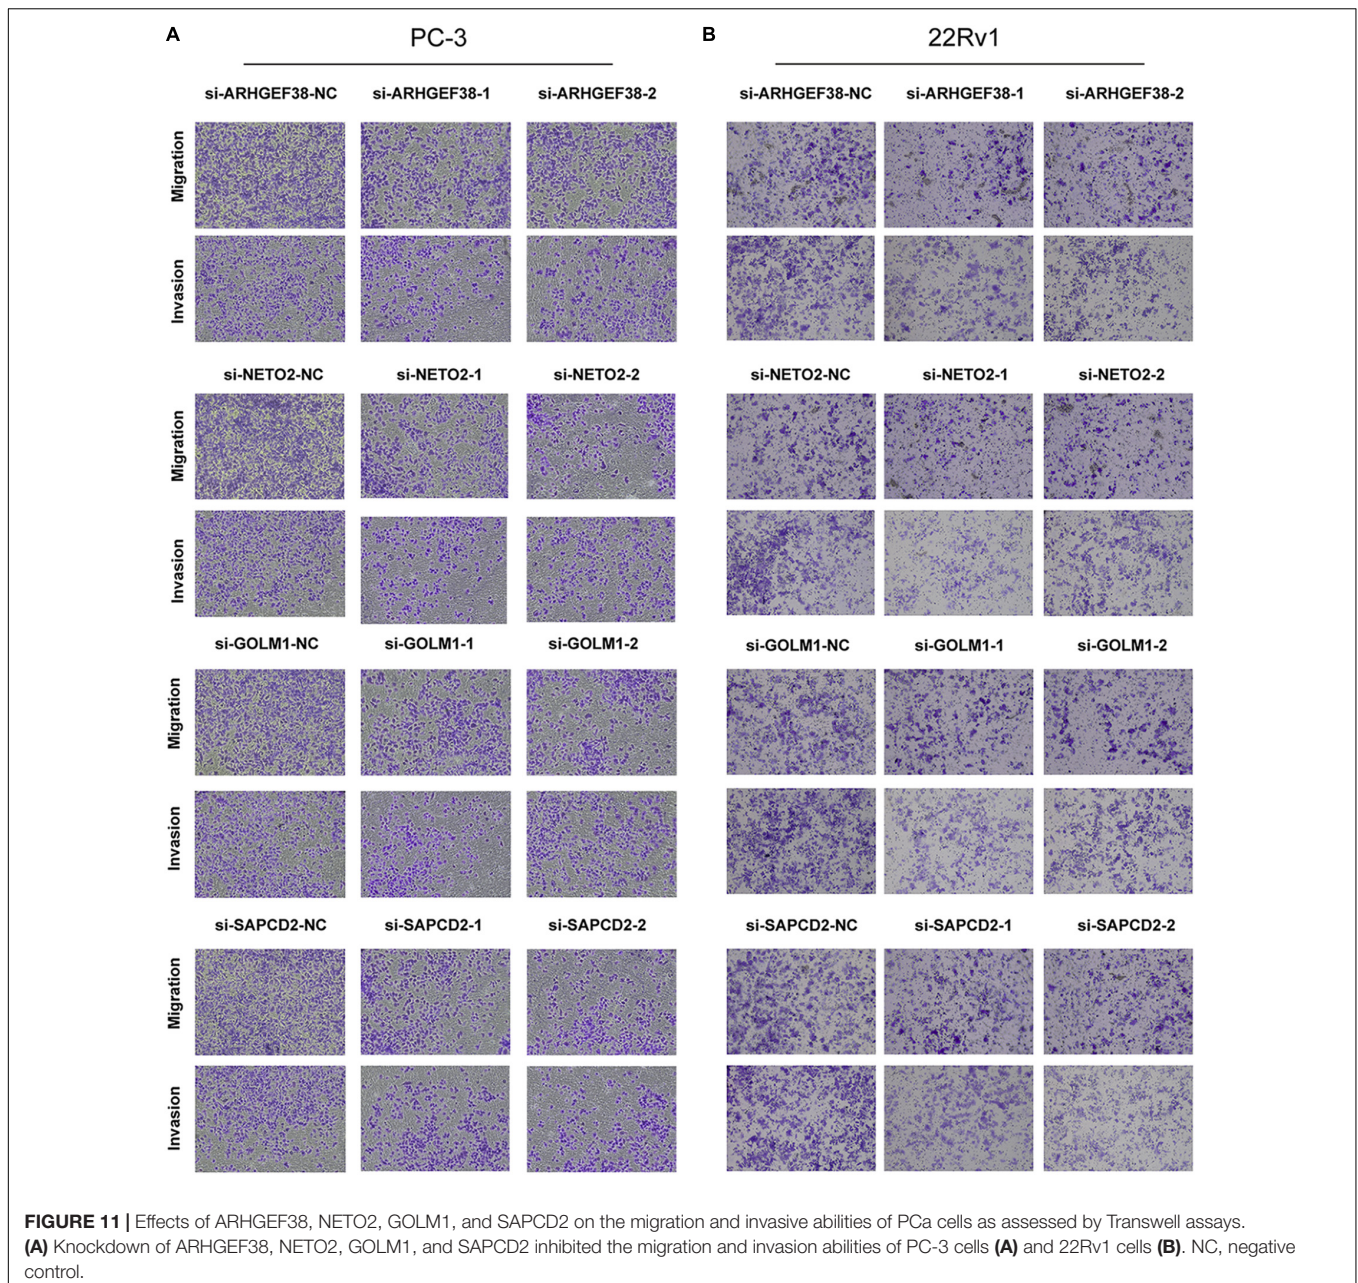 A
PC-3
B
22Rv1
si-ARHGEF38-NC si-ARHGEF38-1 si-ARHGEF38-2
si-ARHGEF38-NC si-ARHGEF38-1 si-ARHGEF38-2
Migration
Invasion
si-NETO2-NC si-NETO2-1 si-NETO2-2
si-NETO2-NC si-NETO2-1 si-NETO2-2
Migration
Invasion
si-GOLM1-NC si-GOLM1-1 si-GOLM1-2
si-GOLM1-NC si-GOLM1-1 si-GOLM1-2
Migration
Invasion
si-SAPCD2-NC si-SAPCD2-1 si-SAPCD2-2
si-SAPCD2-NC si-SAPCD2-1 si-SAPCD2-2
Migration
Invasion
FIGURE 11 | Effects of ARHGEF38, NETO2, GOLM1, and SAPCD2 on the migration and invasive abilities of PCa cells as assessed by Transwell assays.
(A) Knockdown of ARHGEF38, NETO2, GOLM1, and SAPCD2 inhibited the migration and invasion abilities of PC-3 cells (A) and 22Rv1 cells (B). NC, negative
control.